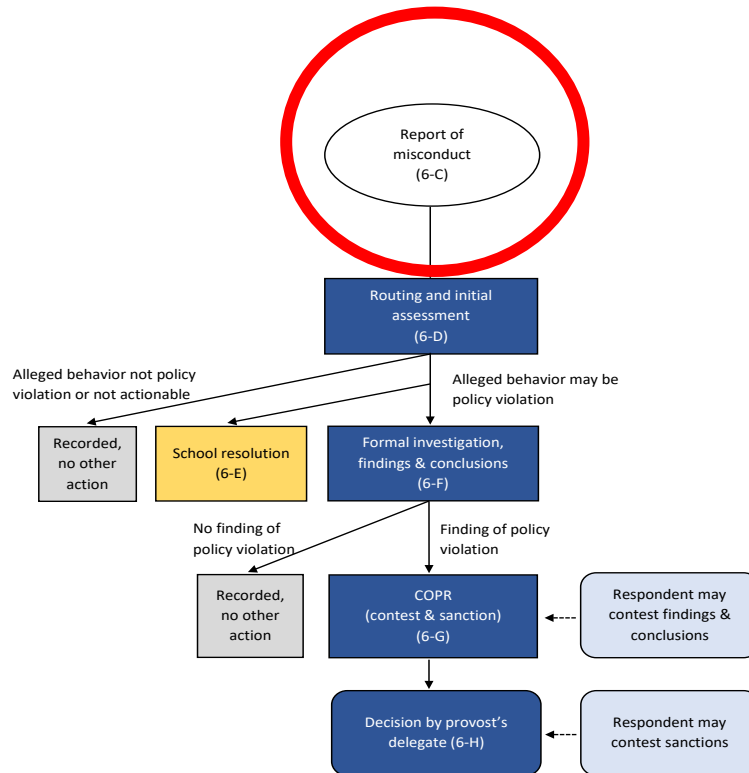 Report of
misconduct
(6-C)
Routing and initial
assessment
(6-D)
Alleged behavior not policy
violation or not actionable
Alleged behavior may be
policy violation
Recorded,
no other
action
School resolution
(6-E)
Formal investigation,
findings & conclusions
(6-F)
No finding of
policy violation
Finding of policy
violation
Recorded,
no other
action
COPR
(contest & sanction)
(6-G)
Respondent may
contest findings &
conclusions
Decision by provost’s
delegate (6-H)
Respondent may
contest sanctions